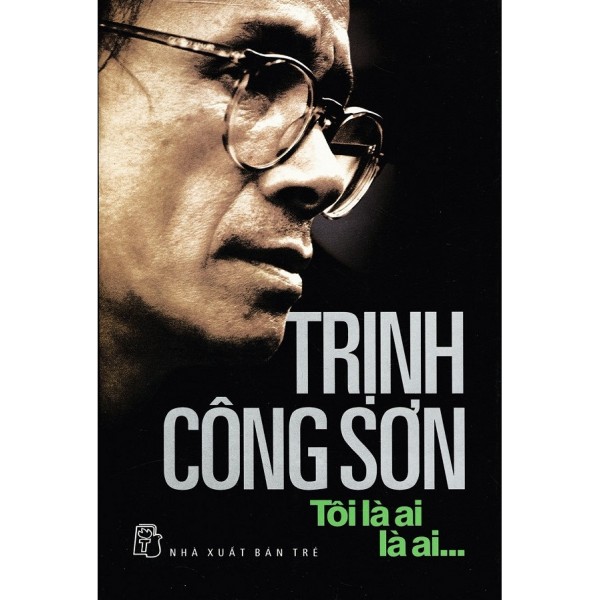 TRỊNH
CÔNG SƠN
Tôi là ai
là ai...
NHÀ XUẤT BẢN TRẺ